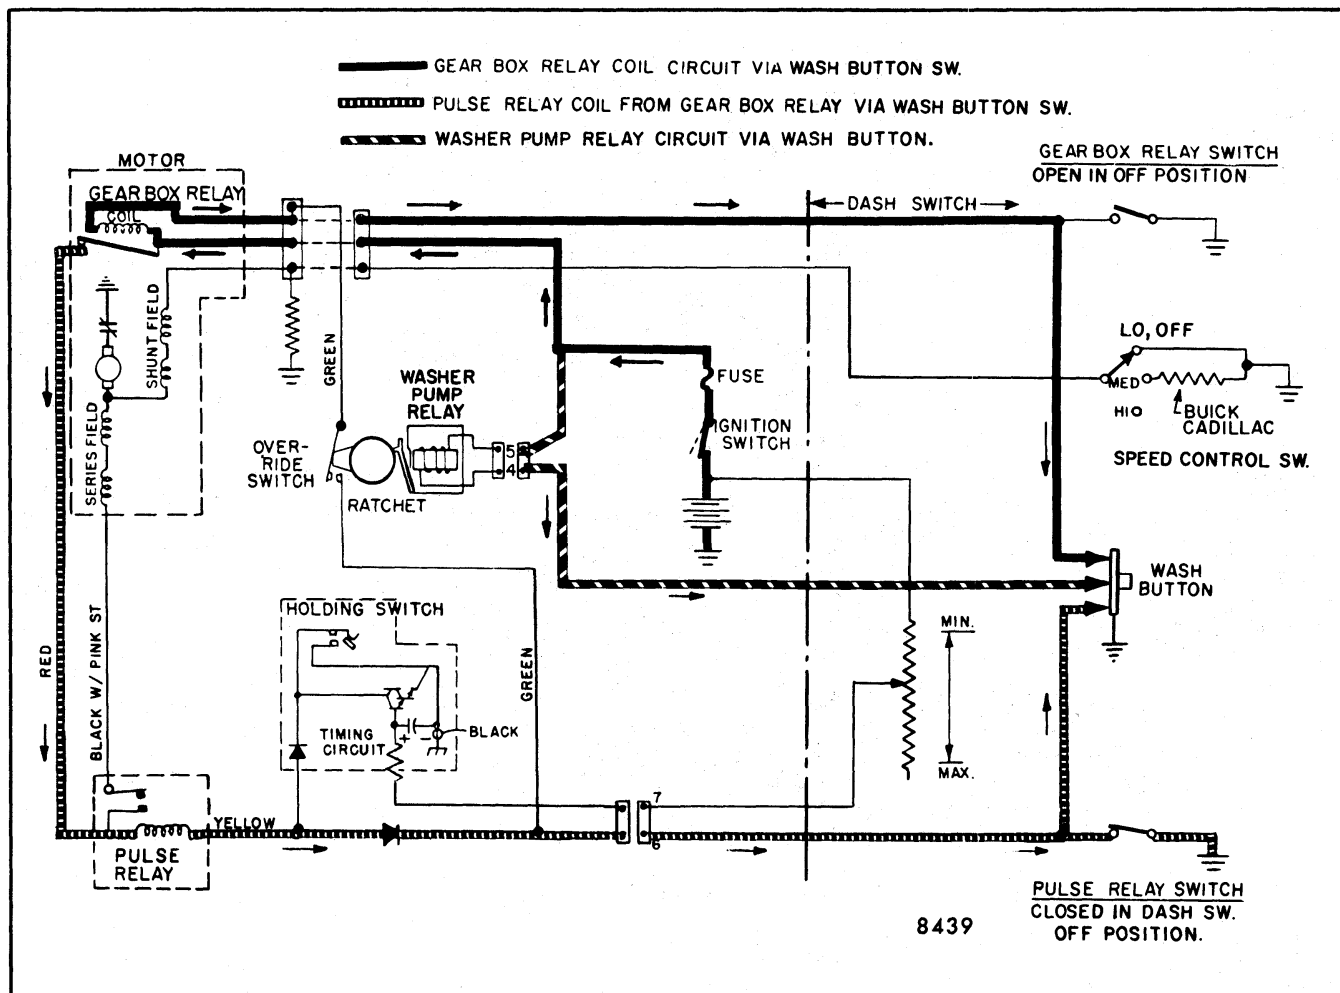 GEAR BOX RELAY COIL CIRCUIT VIA WASH BUTTON SW.
PULSE RELAY COIL FROM GEAR BOX RELAY VIA WASH BUTTON SW.
WASHER PUMP RELAY CIRCUIT VIA WASH BUTTON.
MOTOR
GEAR BOX RELAY
COIL
GEAR BOX RELAY SWITCH
OPEN IN OFF POSITION
DASH SWITCH
SHUNT FIELD
SERIES FIELD
GREEN
WASHER
PUMP
RELAY
OVER-
RIDE
SWITCH
RATCHET
5
4
FUSE
IGNITION
SWITCH
LO, OFF
MED
HI
BUICK
CADILLAC
SPEED CONTROL SW.
WASH
BUTTON
RED
BLACK W/ PINK ST
HOLDING SWITCH
TIMING
CIRCUIT
+
-
BLACK
GREEN
MIN.
MAX.
YELLOW
PULSE
RELAY
7
6
PULSE RELAY SWITCH
CLOSED IN DASH SW.
OFF POSITION.
8439